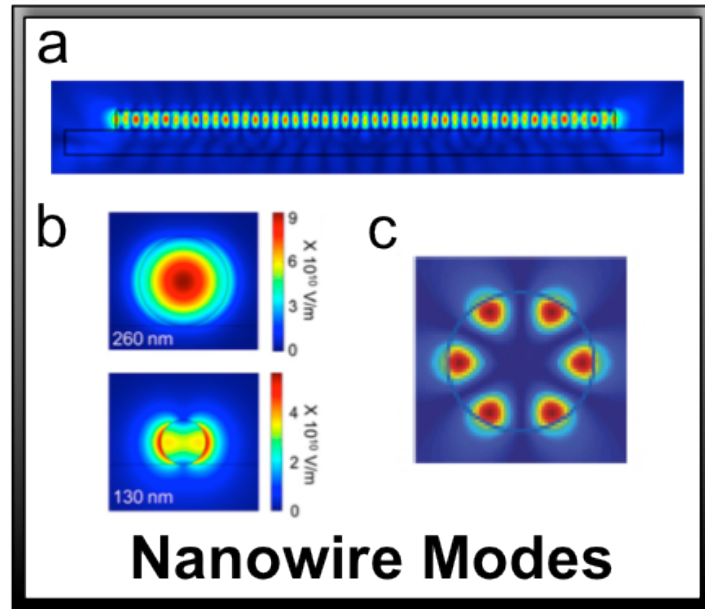 a
b
9
6
3
0
X 10¹⁰ V/m
260 nm
4
2
0
X 10¹⁰ V/m
130 nm
c
Nanowire Modes